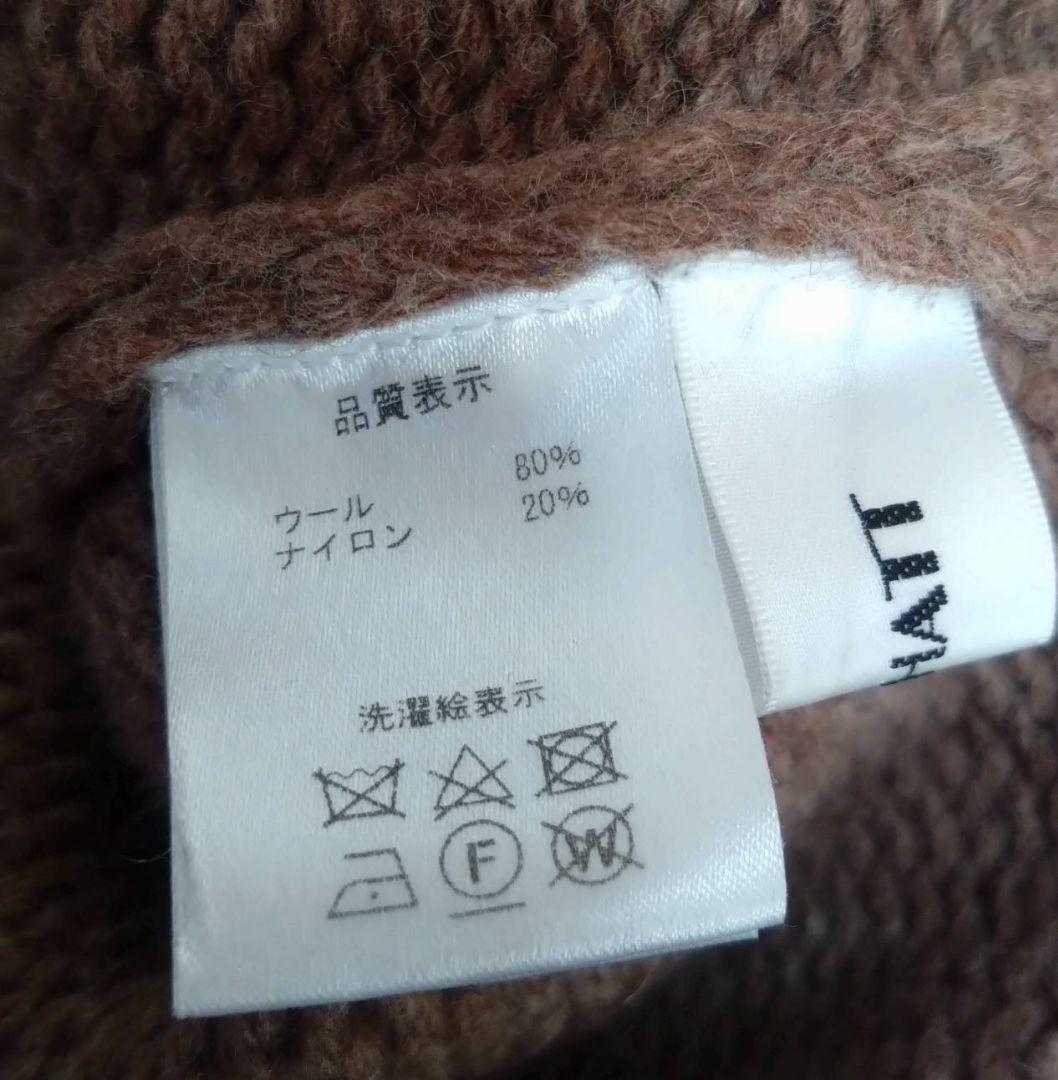 品質表示
ウール 80%
ナイロン 20%
洗濯絵表示
F
W